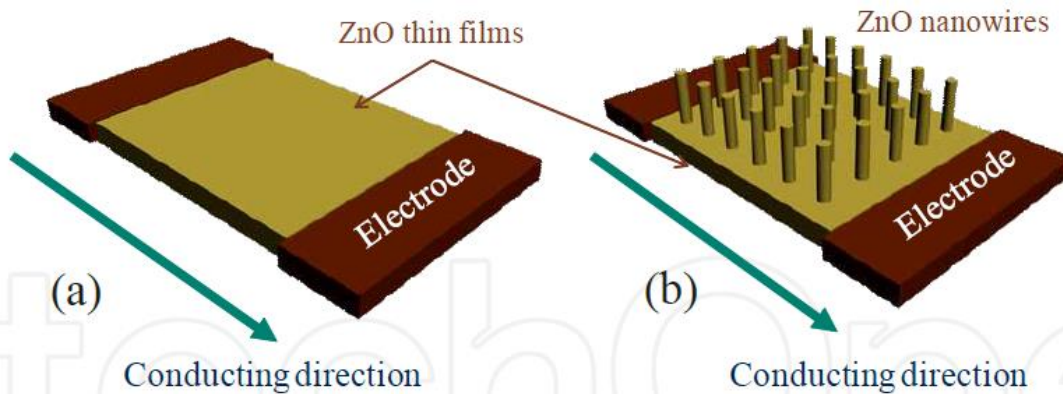 ZnO thin films
ZnO nanowires
Electrode
Electrode
(a)
(b)
Conducting direction
Conducting direction